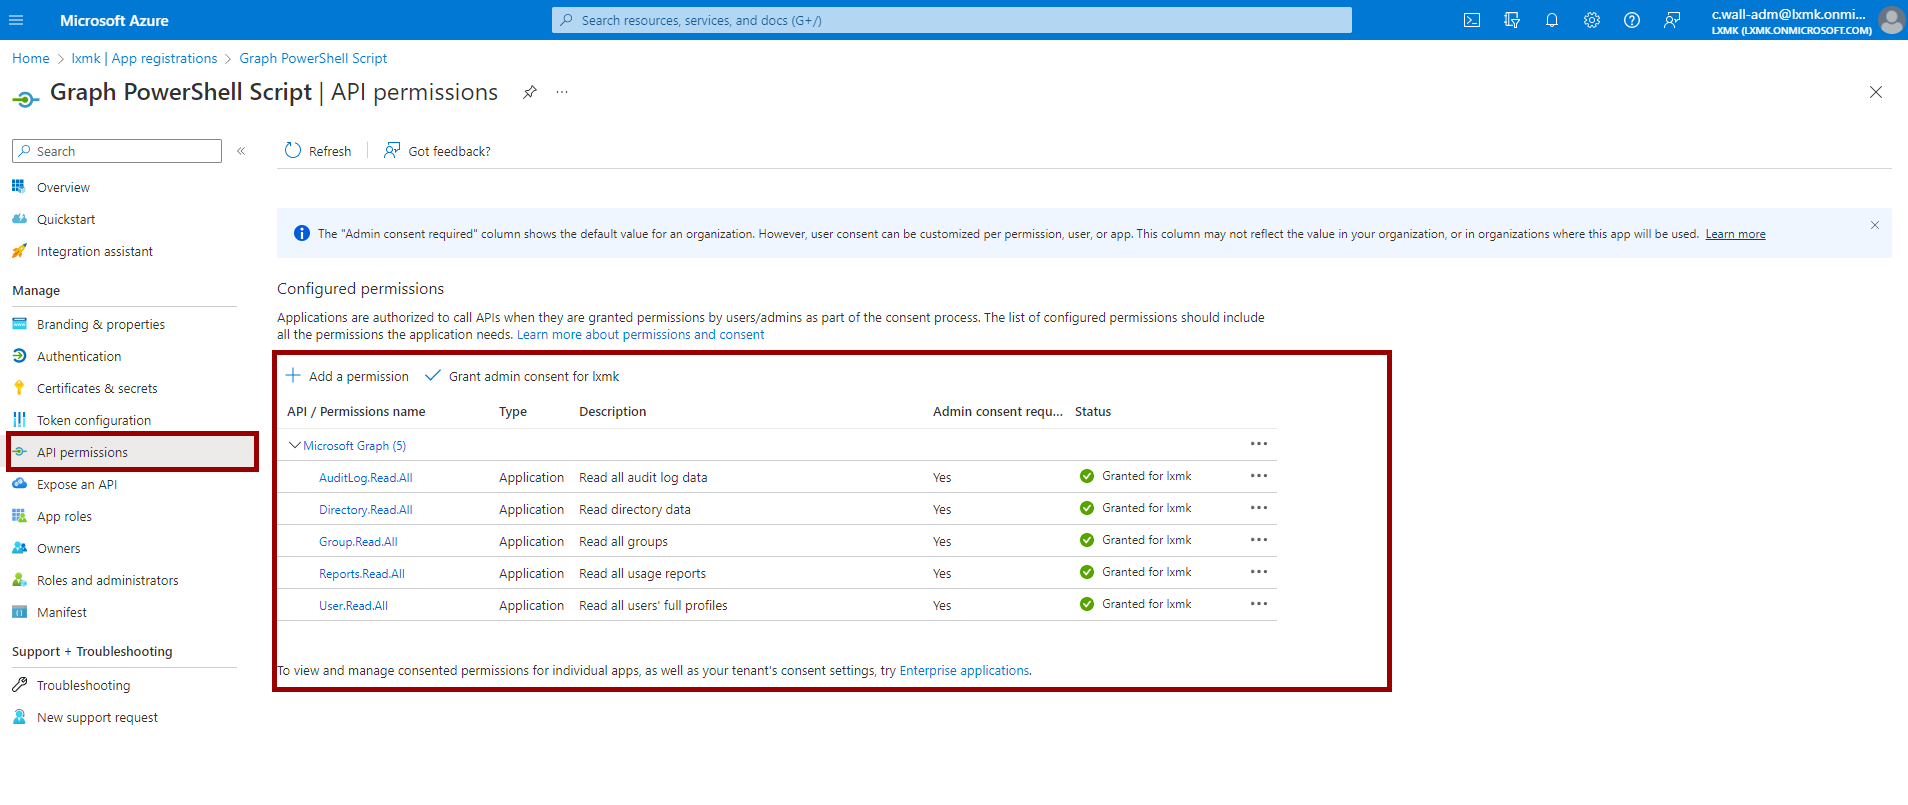 Microsoft Azure
Search resources, services, and docs (G+/)
c.wall-adm@lxmk.onmi...
LXMK (LXMK.ONMICROSOFT.COM)
Home > lxmk | App registrations > Graph PowerShell Script
Graph PowerShell Script | API permissions
Search
Refresh
Got feedback?
Overview
Quickstart
Integration assistant
Manage
Branding & properties
Authentication
Certificates & secrets
Token configuration
API permissions
Expose an API
App roles
Owners
Roles and administrators
Manifest
Support + Troubleshooting
Troubleshooting
New support request
The "Admin consent required" column shows the default value for an organization. However, user consent can be customized per permission, user, or app. This column may not reflect the value in your organization, or in organizations where this app will be used. Learn more
Configured permissions
Applications are authorized to call APIs when they are granted permissions by users/admins as part of the consent process. The list of configured permissions should include
all the permissions the application needs. Learn more about permissions and consent
Add a permission Grant admin consent for lxmk
API / Permissions name Type Description Admin consent requ... Status
Microsoft Graph (5)
AuditLog.Read.All Application Read all audit log data Yes Granted for lxmk
Directory.Read.All Application Read directory data Yes Granted for lxmk
Group.Read.All Application Read all groups Yes Granted for lxmk
Reports.Read.All Application Read all usage reports Yes Granted for lxmk
User.Read.All Application Read all users' full profiles Yes Granted for lxmk
To view and manage consented permissions for individual apps, as well as your tenant's consent settings, try Enterprise applications.